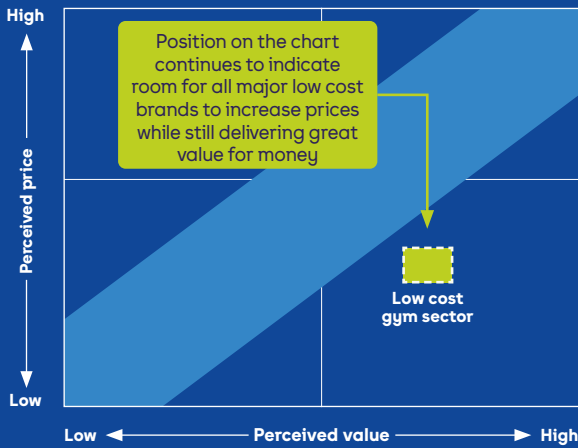 High
Position on the chart
continues to indicate
room for all major low cost
brands to increase prices
while still delivering great
value for money
Perceived price
Low cost
gym sector
Low
Low
Perceived value
High